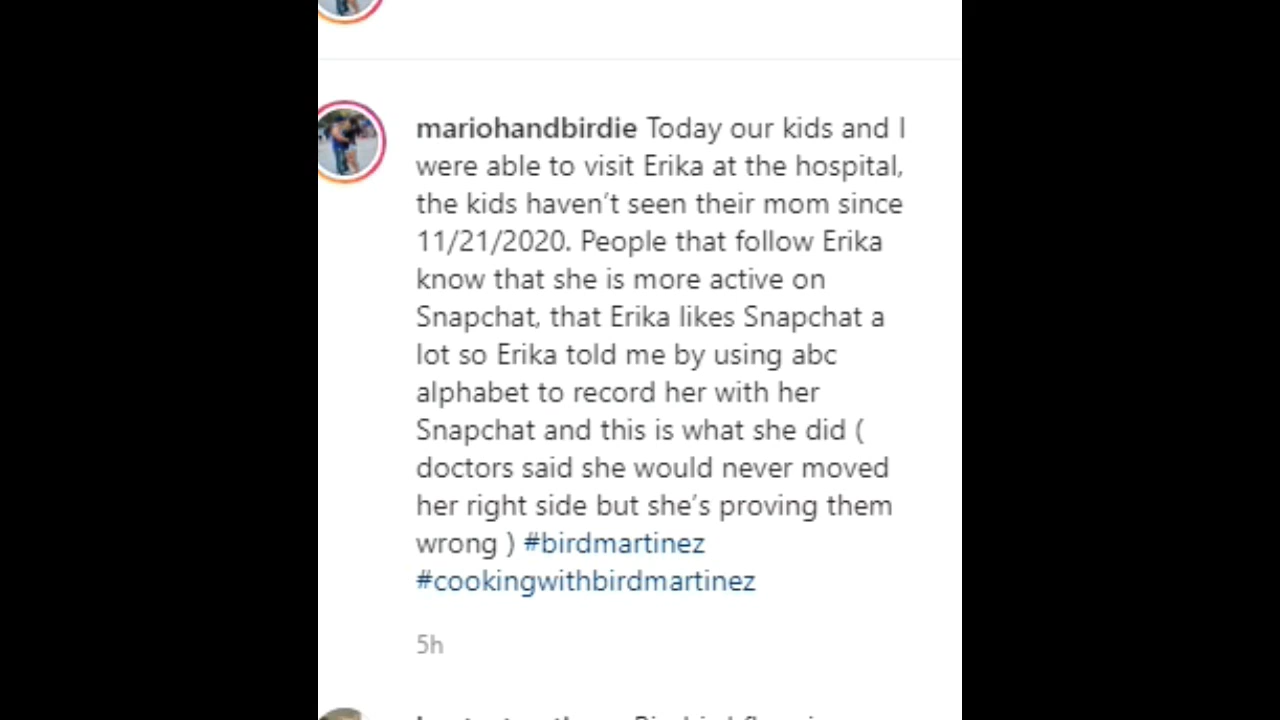 mariohandbirdie Today our kids and I
were able to visit Erika at the hospital,
the kids haven’t seen their mom since
11/21/2020. People that follow Erika
know that she is more active on
Snapchat, that Erika likes Snapchat a
lot so Erika told me by using abc
alphabet to record her with her
Snapchat and this is what she did (
doctors said she would never moved
her right side but she’s proving them
wrong ) #birdmartinez
#cookingwithbirdmartinez
5h